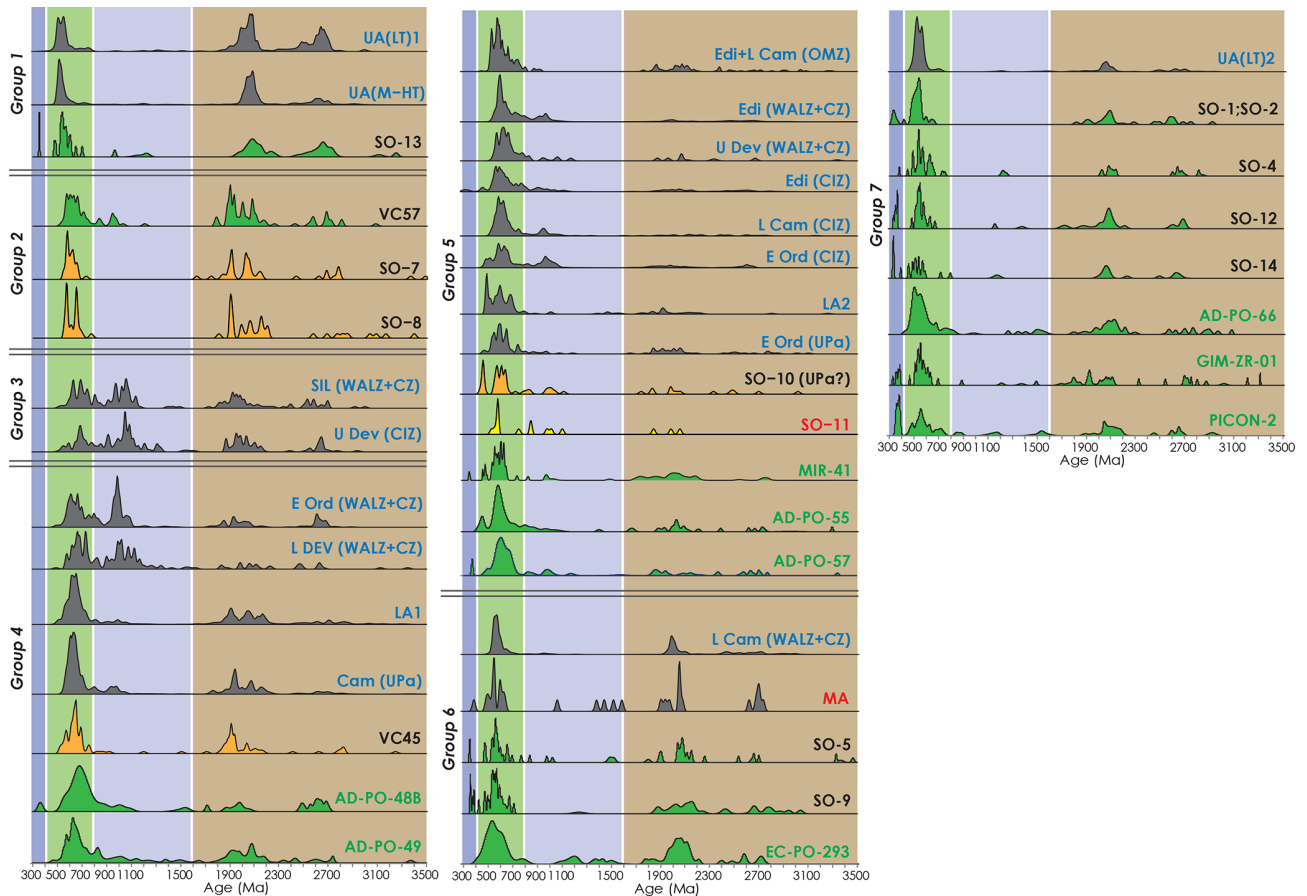 Group 1
UA(LT)1
UA(M−HT)
SO-13
Group 2
VC57
SO−7
SO−8
Group 3
SIL (WALZ+CZ)
U Dev (CIZ)
Group 4
E Ord (WALZ+CZ)
L DEV (WALZ+CZ)
LA1
Cam (UPa)
VC45
AD-PO-48B
AD-PO-49
300 500 700 900 1100 1500 1900 2300 2700 3100 3500
Age (Ma)
Group 5
Edi+L Cam (OMZ)
Edi (WALZ+CZ)
U Dev (WALZ+CZ)
Edi (CIZ)
L Cam (CIZ)
E Ord (CIZ)
LA2
E Ord (UPa)
SO−10 (UPa?)
SO−11
MIR-41
AD-PO-55
AD-PO-57
Group 6
L Cam (WALZ+CZ)
MA
SO-5
SO-9
EC-PO-293
300 500 700 900 1100 1500 1900 2300 2700 3100 3500
Age (Ma)
Group 7
UA(LT)2
SO-1;SO-2
SO-4
SO-12
SO-14
AD-PO-66
GIM-ZR-01
PICON-2
300 500 700 900 1100 1500 1900 2300 2700 3100 3500
Age (Ma)